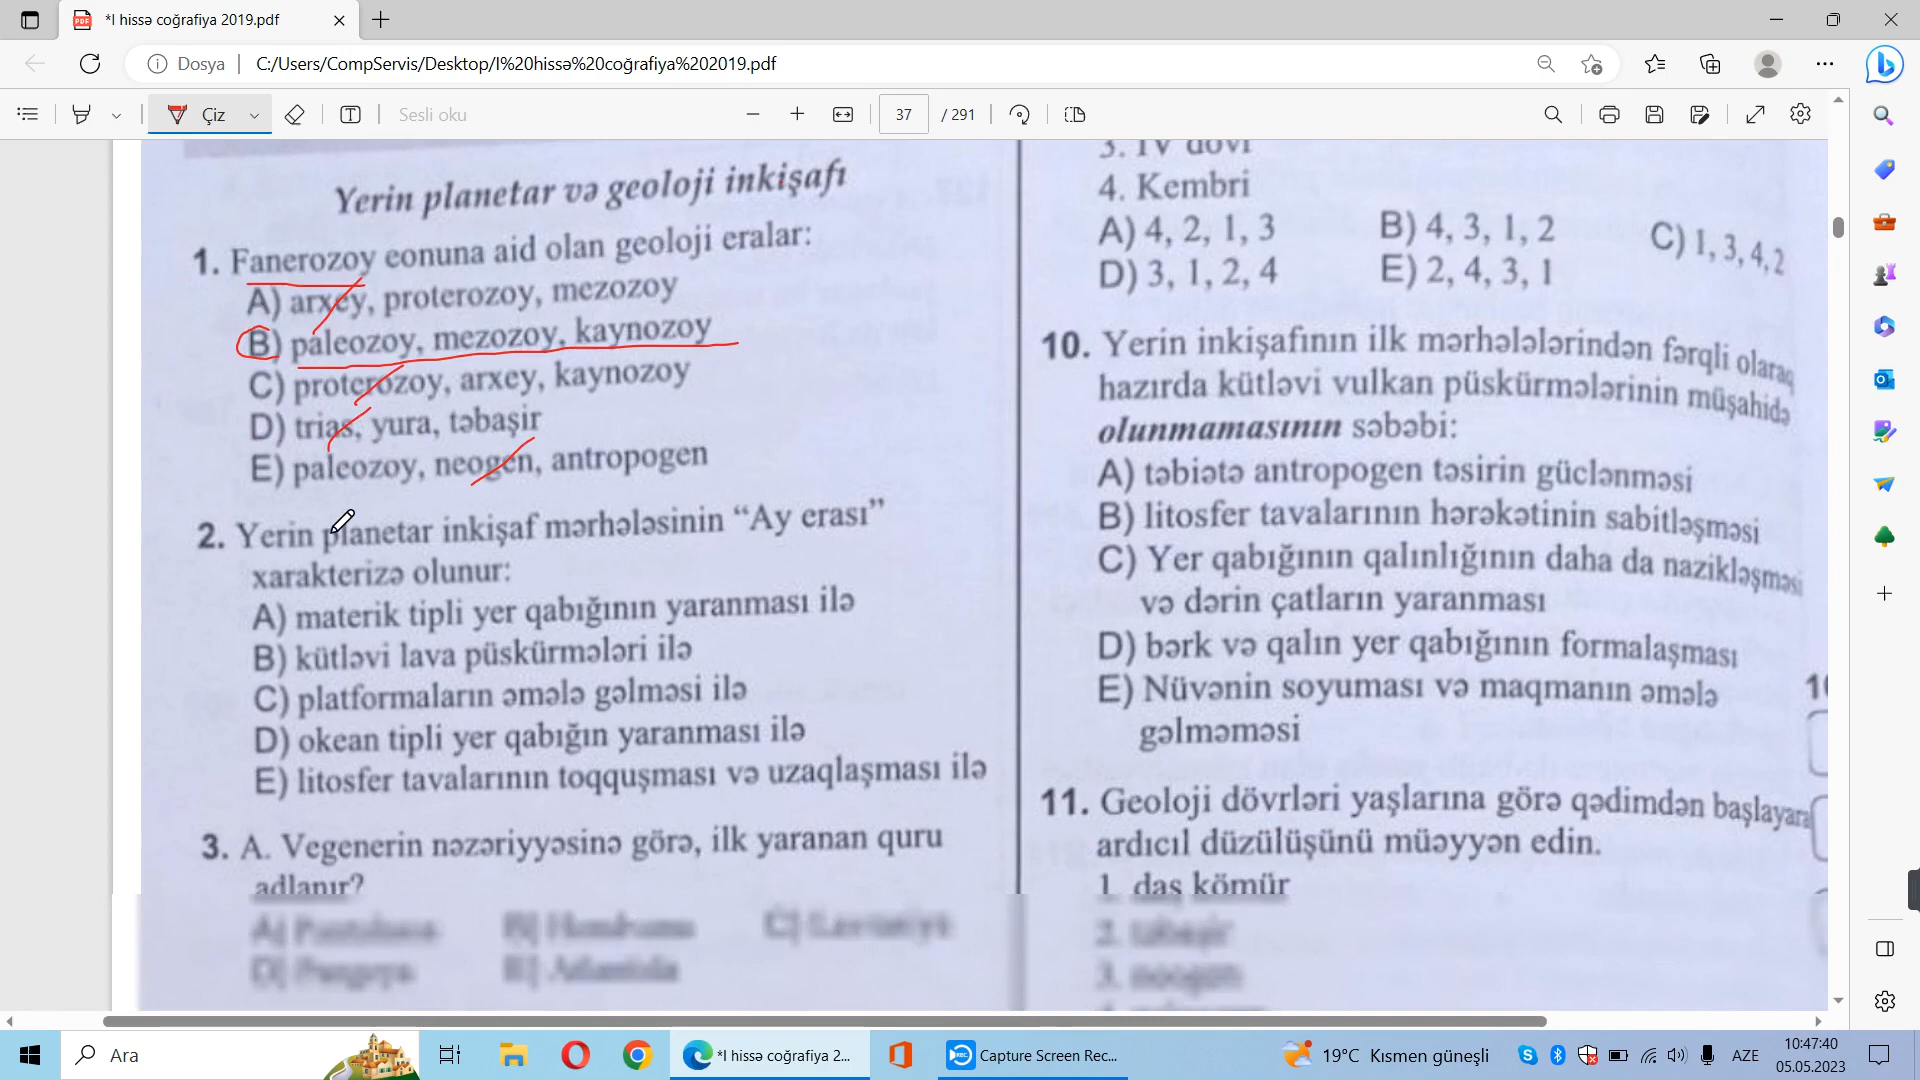 *I hissə coğrafiya 2019.pdf
Dosya
C:/Users/CompServis/Desktop/I%20hissə%20coğrafiya%202019.pdf
Çiz
Sesli oku
37
/ 291
Yerin planetar və geoloji inkişafı
1. Fanerozoy eonuna aid olan geoloji eralar:
A) arxey, proterozoy, mezozoy
B) paleozoy, mezozoy, kaynozoy
C) proterozoy, arxey, kaynozoy
D) trias, yura, təbaşir
E) paleozoy, neogen, antropogen
2. Yerin planetar inkişaf mərhələsinin “Ay erası”
xarakterizə olunur:
A) materik tipli yer qabığının yaranması ilə
B) kütləvi lava püskürmələri ilə
C) platformaların əmələ gəlməsi ilə
D) okean tipli yer qabığın yaranması ilə
E) litosfer tavalarının toqquşması və uzaqlaşması ilə
3. A. Vegenerin nəzəriyyəsinə görə, ilk yaranan quru
adlanır?
3. IV dövr
4. Kembri
A) 4, 2, 1, 3 B) 4, 3, 1, 2 C) 1, 3, 4, 2
D) 3, 1, 2, 4 E) 2, 4, 3, 1
10. Yerin inkişafının ilk mərhələlərindən fərqli olaraq
hazırda kütləvi vulkan püskürmələrinin müşahidə
olunmamasının səbəbi:
A) təbiətə antropogen təsirin güclənməsi
B) litosfer tavalarının hərəkətinin sabitləşməsi
C) Yer qabığının qalınlığının daha da nazikləşməsi
və dərin çatların yaranması
D) bərk və qalın yer qabığının formalaşması
E) Nüvənin soyuması və maqmanın əmələ
gəlməməsi
11. Geoloji dövrləri yaşlarına görə qədimdən başlayara
ardıcıl düzülüşünü müəyyən edin.
1. daş kömür
Ara
*I hissə coğrafiya 2...
Capture Screen Rec...
19°C Kısmen güneşli
AZE
10:47:40
05.05.2023